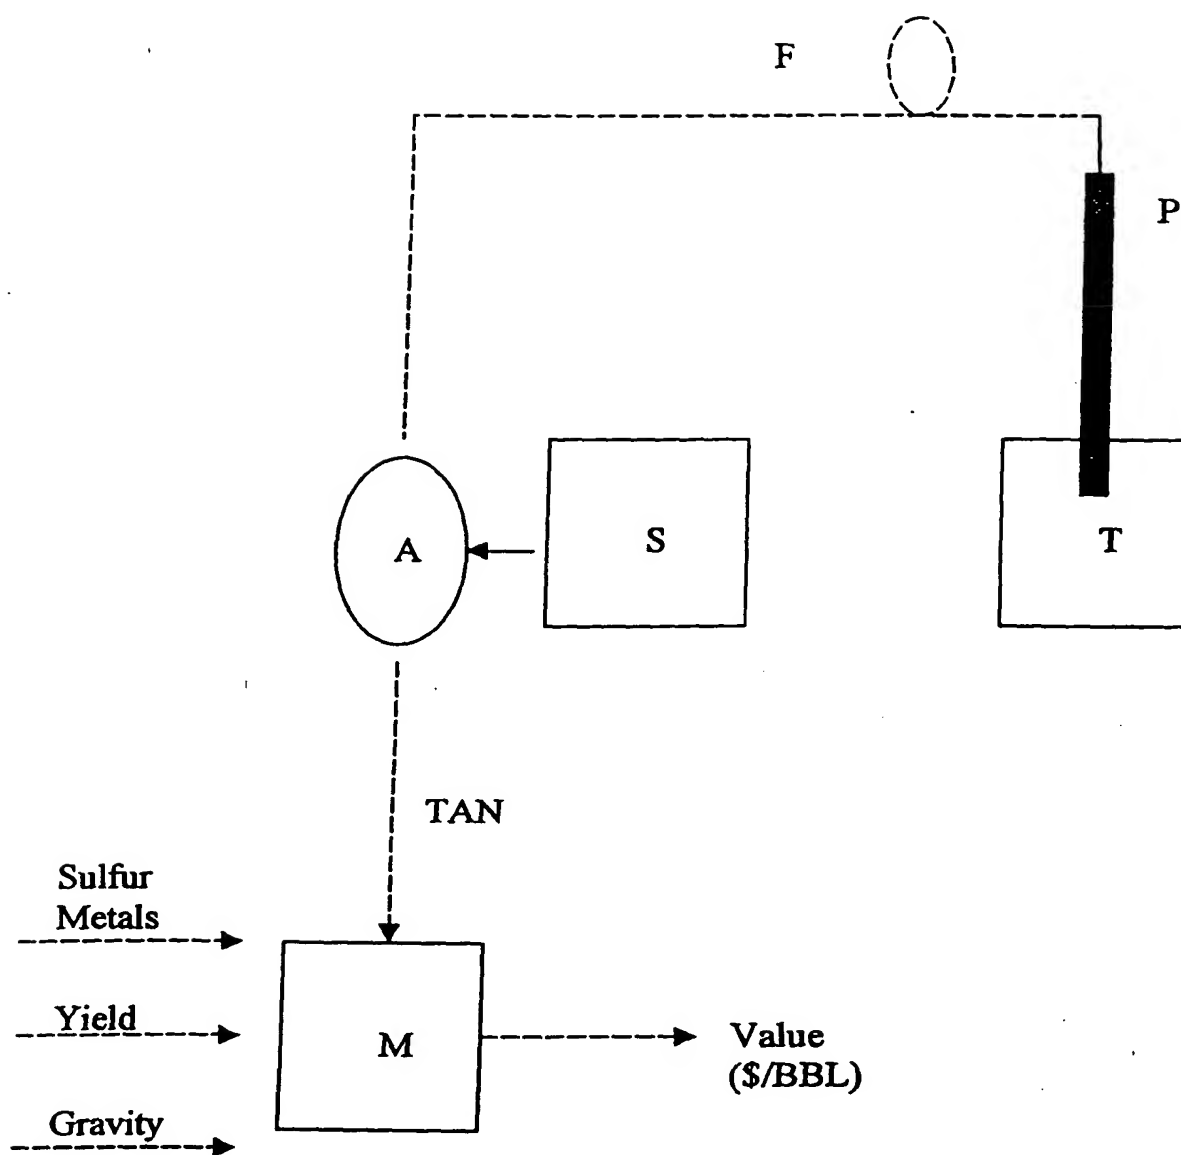 F
P
A
S
T
TAN
Sulfur
Metals
Yield
M
Value
($/BBL)
Gravity